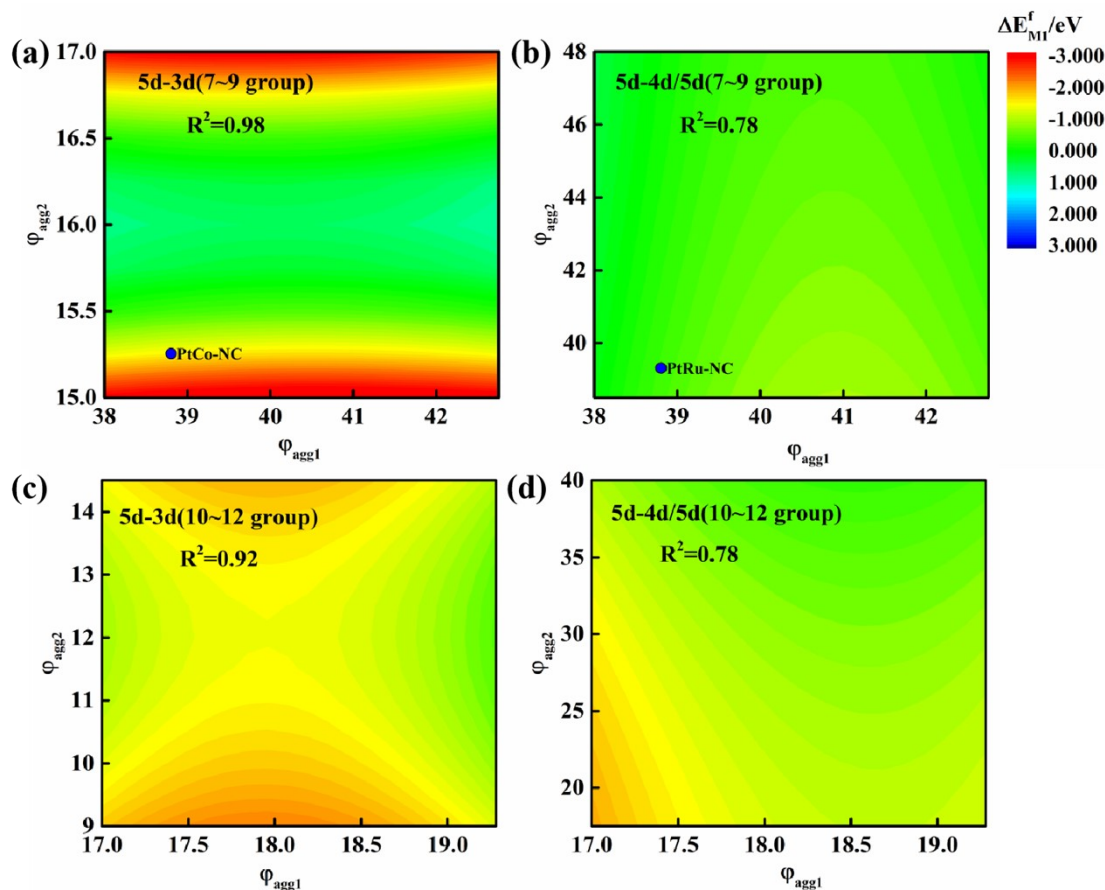 (a)
5d-3d(7~9 group)
R²=0.98
PtCo-NC
17.0
16.5
16.0
15.5
15.0
φagg2
38 39 40 41 42
φagg1
(b)
5d-4d/5d(7~9 group)
R²=0.78
PtRu-NC
48
46
44
42
40
φagg2
38 39 40 41 42
φagg1
ΔE^f_MI/eV
-3.000
-2.000
-1.000
0.000
1.000
2.000
3.000
(c)
5d-3d(10~12 group)
R²=0.92
14
13
12
11
10
9
φagg2
17.0 17.5 18.0 18.5 19.0
φagg1
(d)
5d-4d/5d(10~12 group)
R²=0.78
40
35
30
25
20
φagg2
17.0 17.5 18.0 18.5 19.0
φagg1